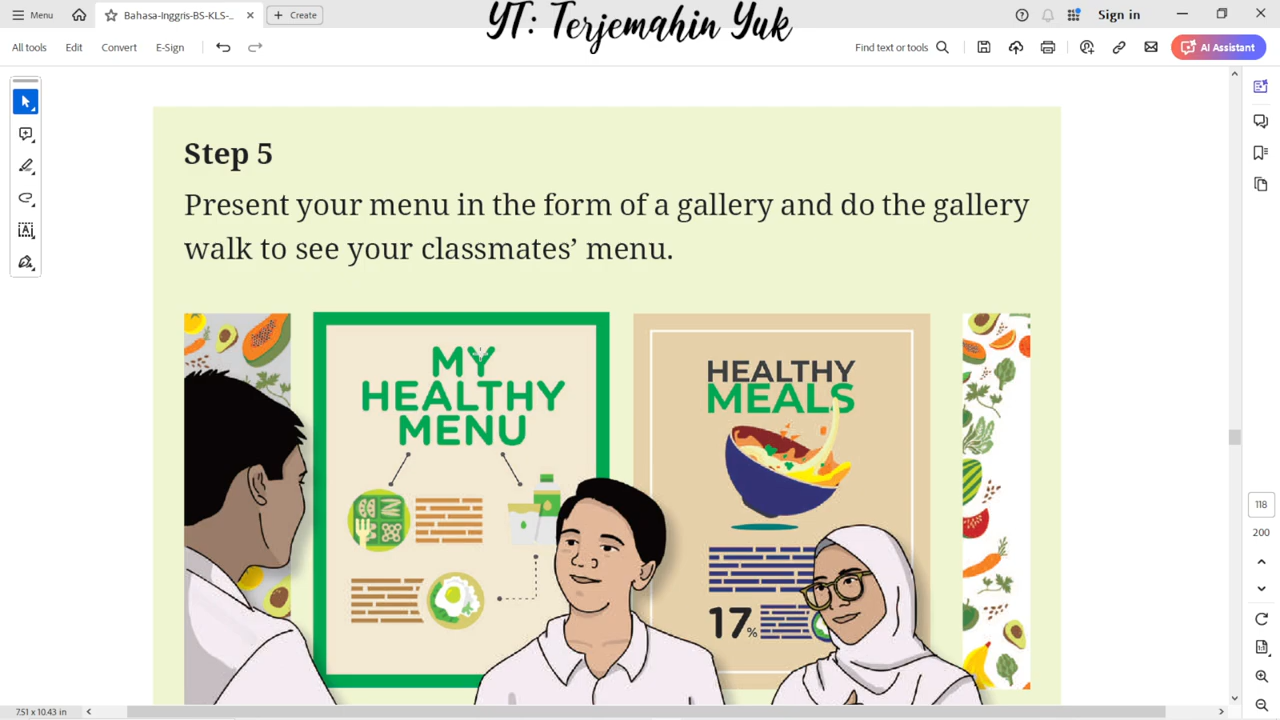 Menu
Bahasa-Inggris-BS-KLS-...
Create
YT: Terjemahin Yuk
Sign in
All tools
Edit
Convert
E-Sign
Find text or tools
AI Assistant
Step 5
Present your menu in the form of a gallery and do the gallery
walk to see your classmates’ menu.
MY
HEALTHY
MENU
HEALTHY
MEALS
17%
118
200
7.51 x 10.43 in